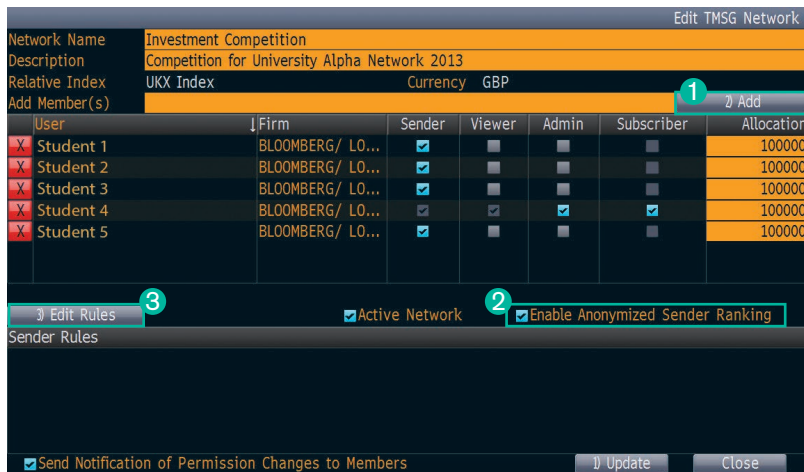 Edit TMSG Network
Network Name Investment Competition
Description Competition for University Alpha Network 2013
Relative Index UKX Index Currency GBP
1
Add Member(s) 2) Add
User ↓ Firm Sender Viewer Admin Subscriber Allocation
X Student 1 BLOOMBERG/ LO... 100000
X Student 2 BLOOMBERG/ LO... 100000
X Student 3 BLOOMBERG/ LO... 100000
X Student 4 BLOOMBERG/ LO... 100000
X Student 5 BLOOMBERG/ LO... 100000
3 2
3) Edit Rules Active Network Enable Anonymized Sender Ranking
Sender Rules
Send Notification of Permission Changes to Members 1) Update Close